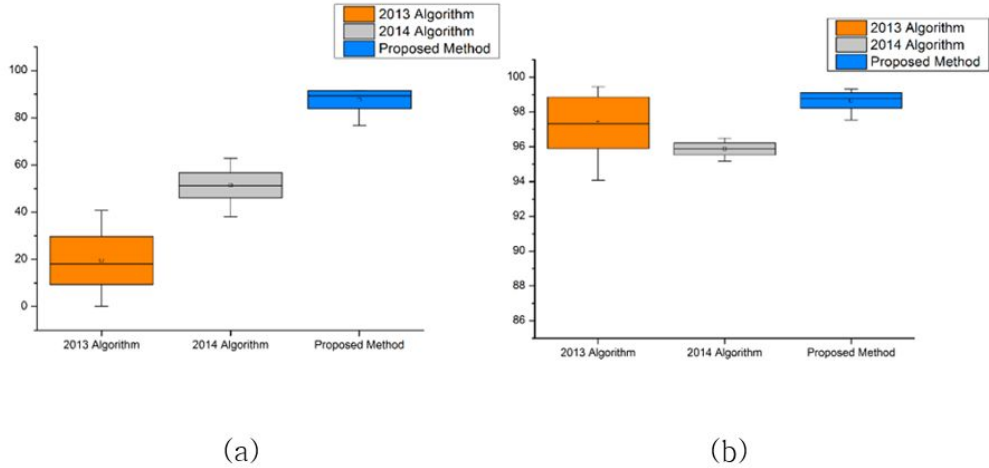 2013 Algorithm
2014 Algorithm
Proposed Method
100
80
60
40
20
0
2013 Algorithm
2014 Algorithm
Proposed Method
(a)
2013 Algorithm
2014 Algorithm
Proposed Method
100
98
96
94
92
90
88
86
2013 Algorithm
2014 Algorithm
Proposed Method
(b)